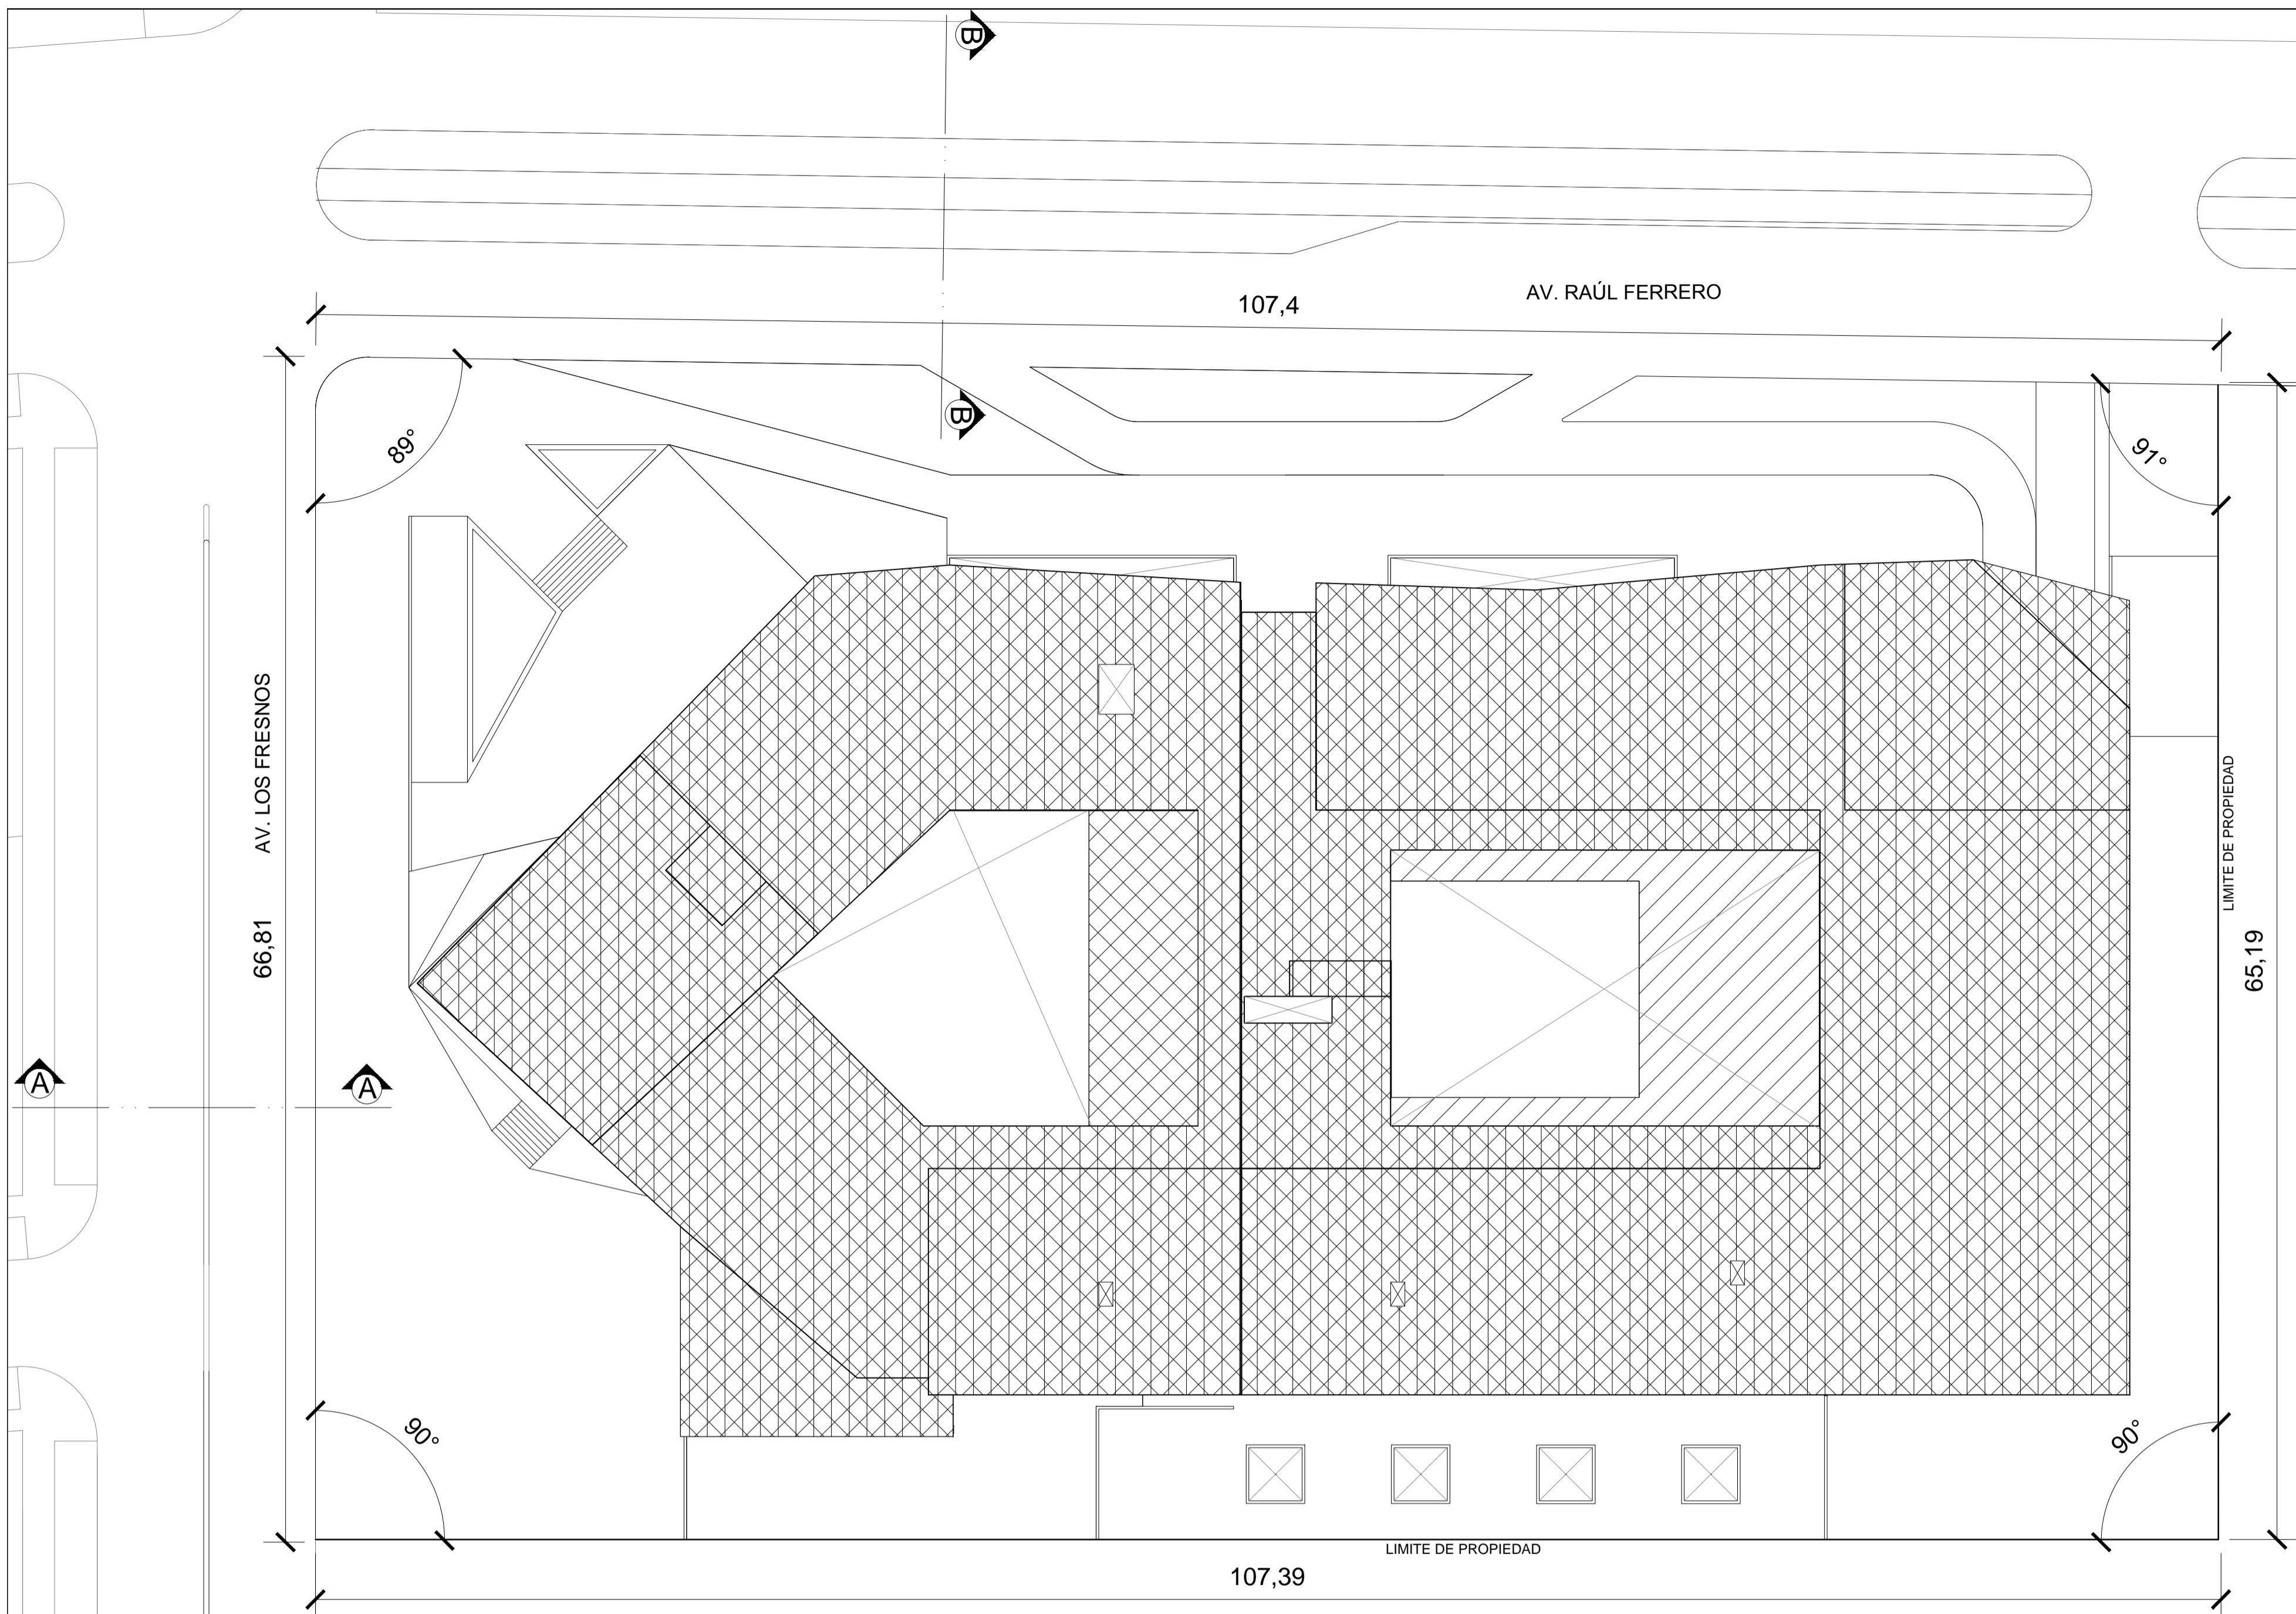 B
107,4
AV. RAÚL FERRERO
B
89°
91°
AV. LOS FRESNOS
66,81
LIMITE DE PROPIEDAD
65,19
A
A
90°
90°
LIMITE DE PROPIEDAD
107,39